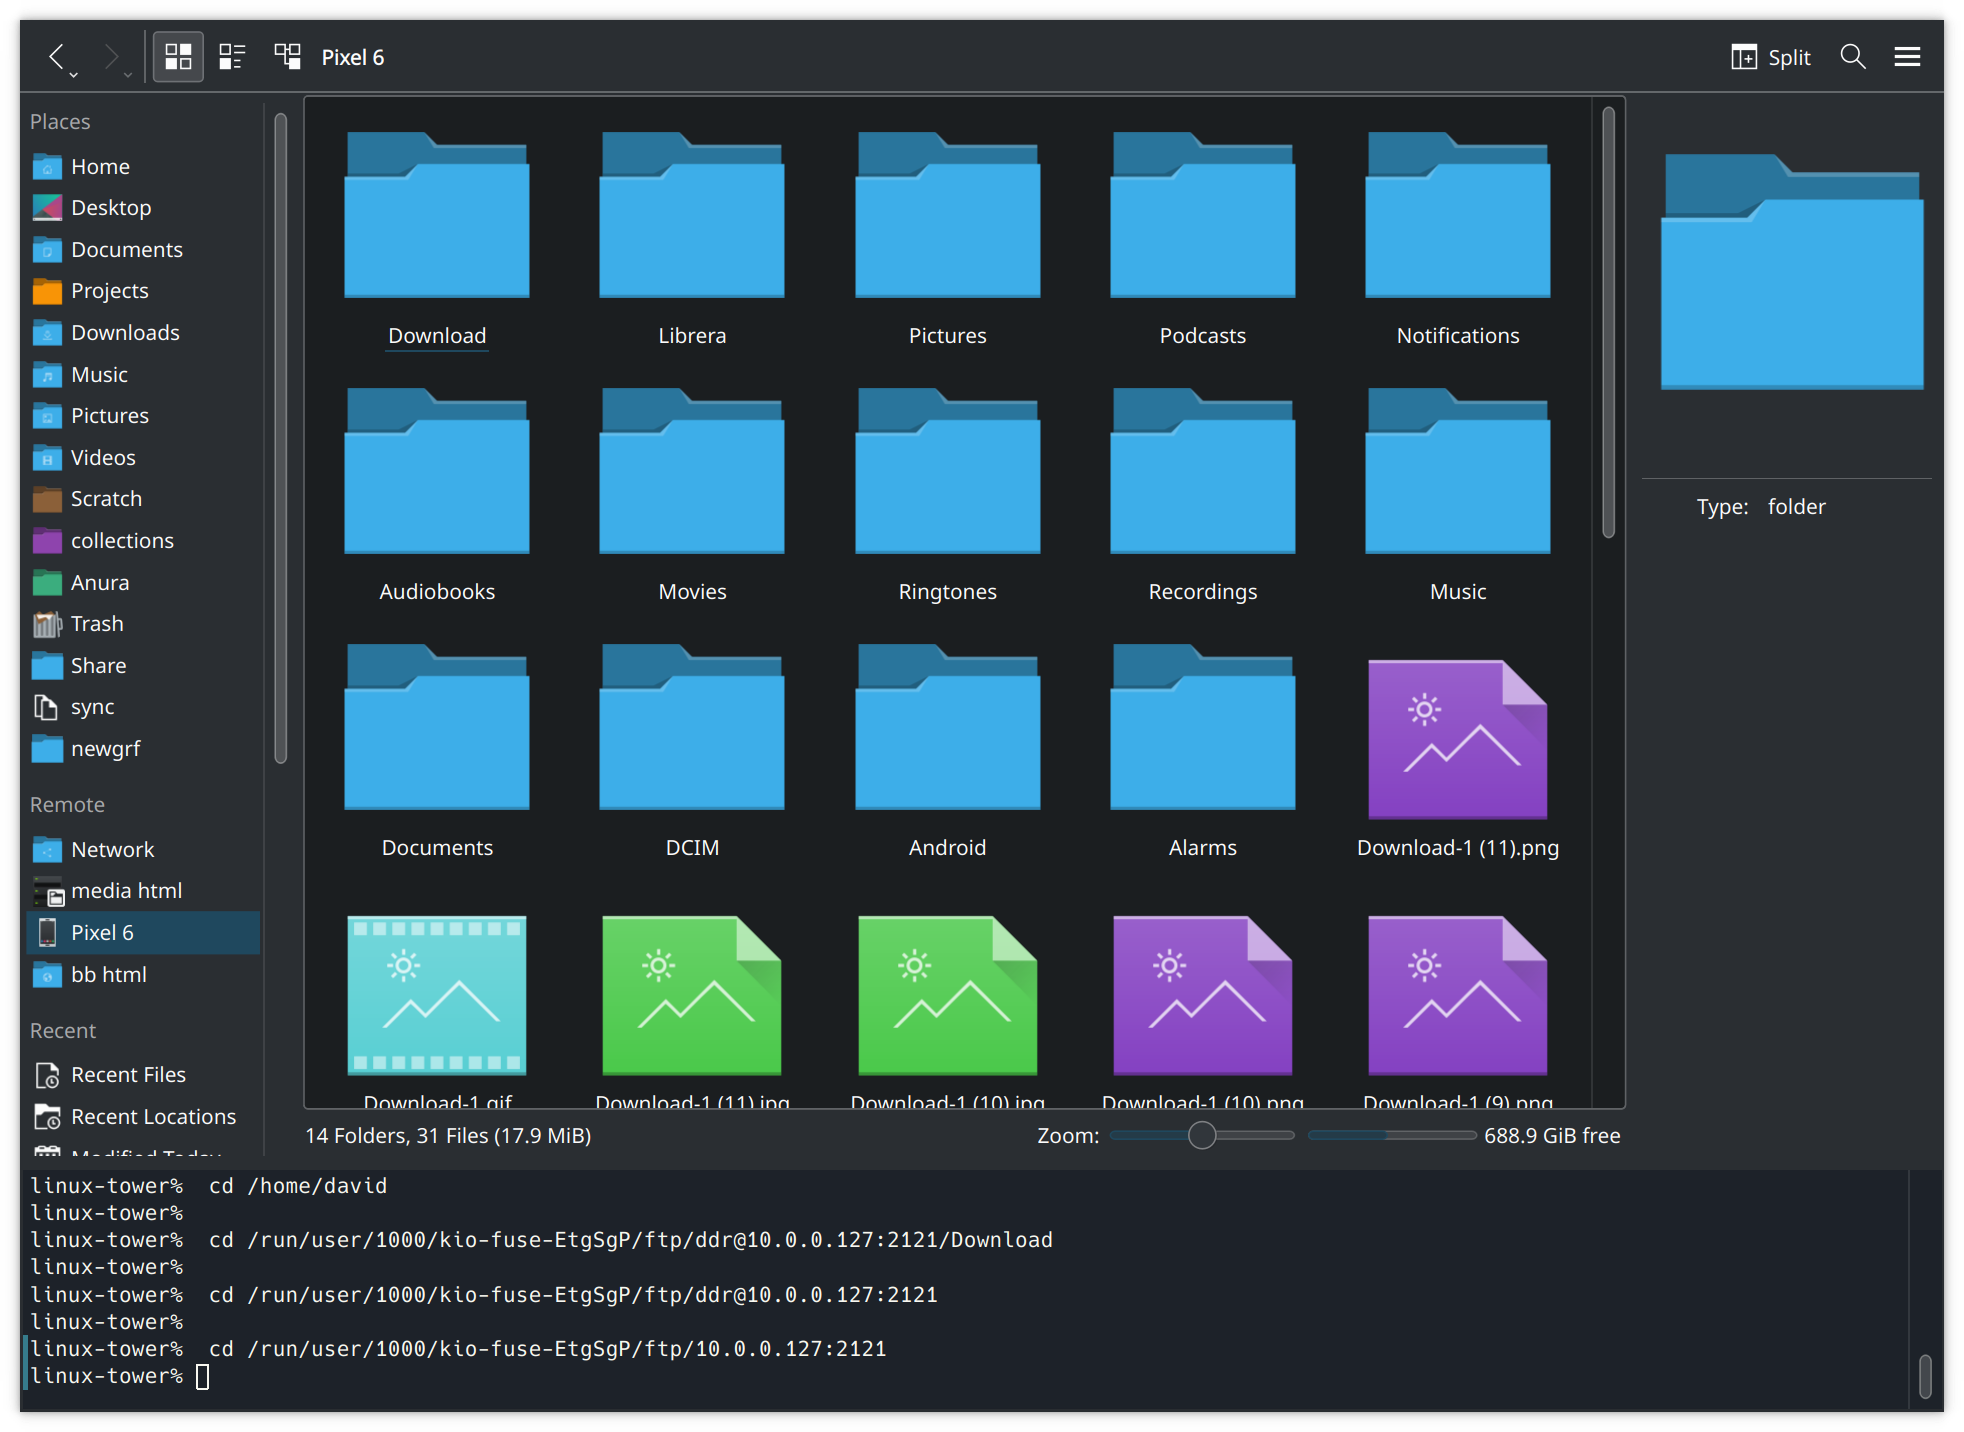 Pixel 6
Split
Places
Home
Desktop
Documents
Projects
Downloads
Music
Pictures
Videos
Scratch
collections
Anura
Trash
Share
sync
newgrf
Remote
Network
media html
Pixel 6
bb html
Recent
Recent Files
Recent Locations
Modified Today
Download Librera Pictures Podcasts Notifications
Audiobooks Movies Ringtones Recordings Music
Documents DCIM Android Alarms Download-1 (11).png
Download-1.gif Download-1 (11).jpg Download-1 (10).jpg Download-1 (10).png Download-1 (9).png
14 Folders, 31 Files (17.9 MiB)
Zoom:
688.9 GiB free
Type: folder
linux-tower% cd /home/david
linux-tower%
linux-tower% cd /run/user/1000/kio-fuse-EtgSgP/ftp/ddr@10.0.0.127:2121/Download
linux-tower%
linux-tower% cd /run/user/1000/kio-fuse-EtgSgP/ftp/ddr@10.0.0.127:2121
linux-tower%
linux-tower% cd /run/user/1000/kio-fuse-EtgSgP/ftp/10.0.0.127:2121
linux-tower%